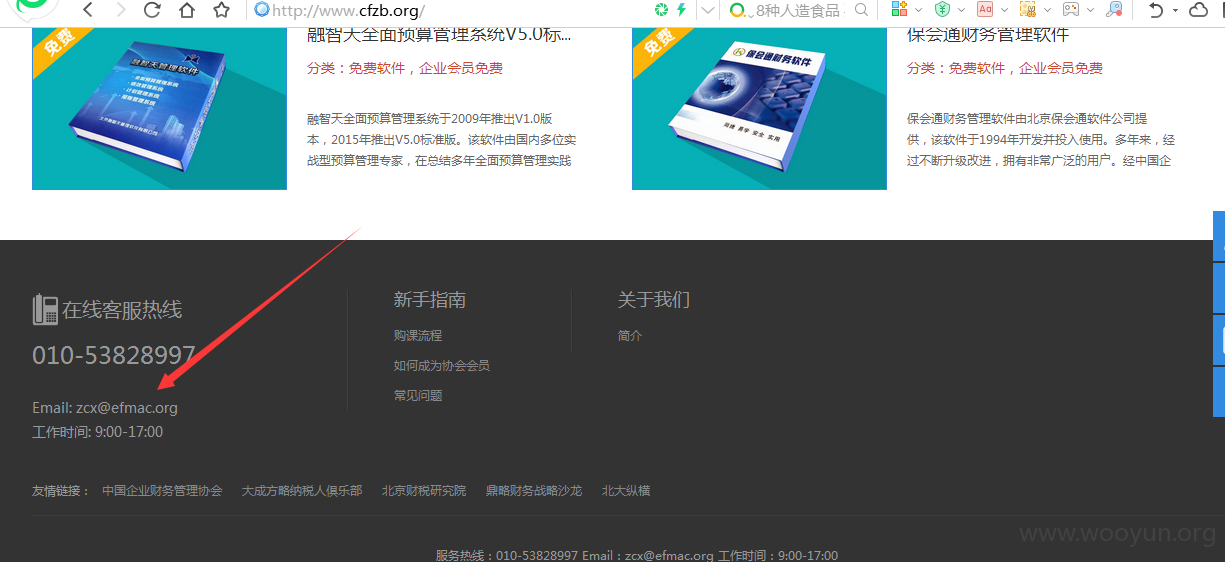 http://www.cfzb.org/
8种人造食品
免费
融智天管理软件
融智天全面预算管理系统V5.0标...
分类：免费软件，企业会员免费
融智天全面预算管理系统于2009年推出V1.0版
本，2015年推出V5.0标准版。该软件由国内多位实
战型预算管理专家，在总结多年全面预算管理实践
免费
保会通财务软件
简捷 易学 安全 实用
保会通财务管理软件
分类：免费软件，企业会员免费
保会通财务管理软件由北京保会通软件公司提
供，该软件于1994年开发并投入使用。多年来，经
过不断升级改进，拥有非常广泛的用户。经中国企
在线客服热线
010-53828997
Email: zcx@efmac.org
工作时间: 9:00-17:00
新手指南
购课流程
如何成为协会会员
常见问题
关于我们
简介
友情链接： 中国企业财务管理协会 大成方略纳税人俱乐部 北京财税研究院 鼎略财务战略沙龙 北大纵横
www.wooyun.org
服务热线：010-53828997 Email：zcx@efmac.org 工作时间：9:00-17:00